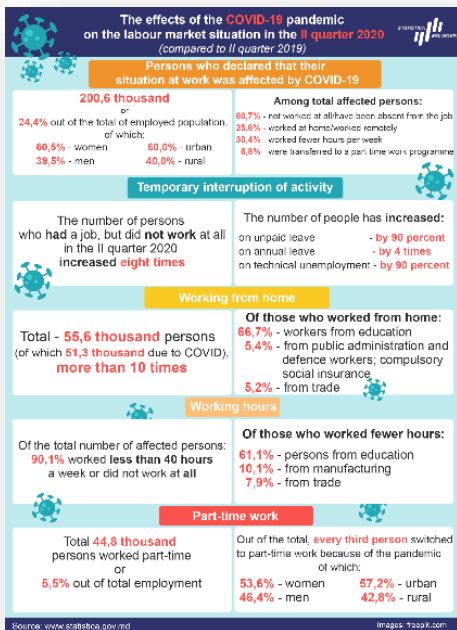 The effects of the COVID-19 pandemic
on the labour market situation in the II quarter 2020
(compared to II quarter 2019)
STATISTICA
MOLDOVEI
Persons who declared that their
situation at work was affected by COVID-19
200,6 thousand
or
24,4% out of the total of employed population,
of which:
60,5% - women 60,0% - urban
39,5% - men 40,0% - rural
Among total affected persons:
60,7% - not worked at all/have been absent from the job
25,6% - worked at home/worked remotely
30,4% - worked fewer hours per week
6,6% - were transferred to a part time work programme
Temporary interruption of activity
The number of persons
who had a job, but did not work at all
in the II quarter 2020
increased eight times
The number of people has increased:
on unpaid leave - by 90 percent
on annual leave - by 4 times
on technical unemployment - by 90 percent
Working from home
Total - 55,6 thousand persons
(of which 51,3 thousand due to COVID),
more than 10 times
Of those who worked from home:
66,7% - workers from education
5,4% - from public administration and
defence workers; compulsory
social insurance
5,2% - from trade
Working hours
Of the total number of affected persons:
90,1% worked less than 40 hours
a week or did not work at all
Of those who worked fewer hours:
61,1% - persons from education
10,1% - from manufacturing
7,9% - from trade
Part-time work
Total 44,8 thousand
persons worked part-time
or
5,5% out of total employment
Out of the total, every third person switched
to part-time work because of the pandemic
of which:
53,6% - women 57,2% - urban
46,4% - men 42,8% - rural
Source: www.statistica.gov.md
Images: freepik.com